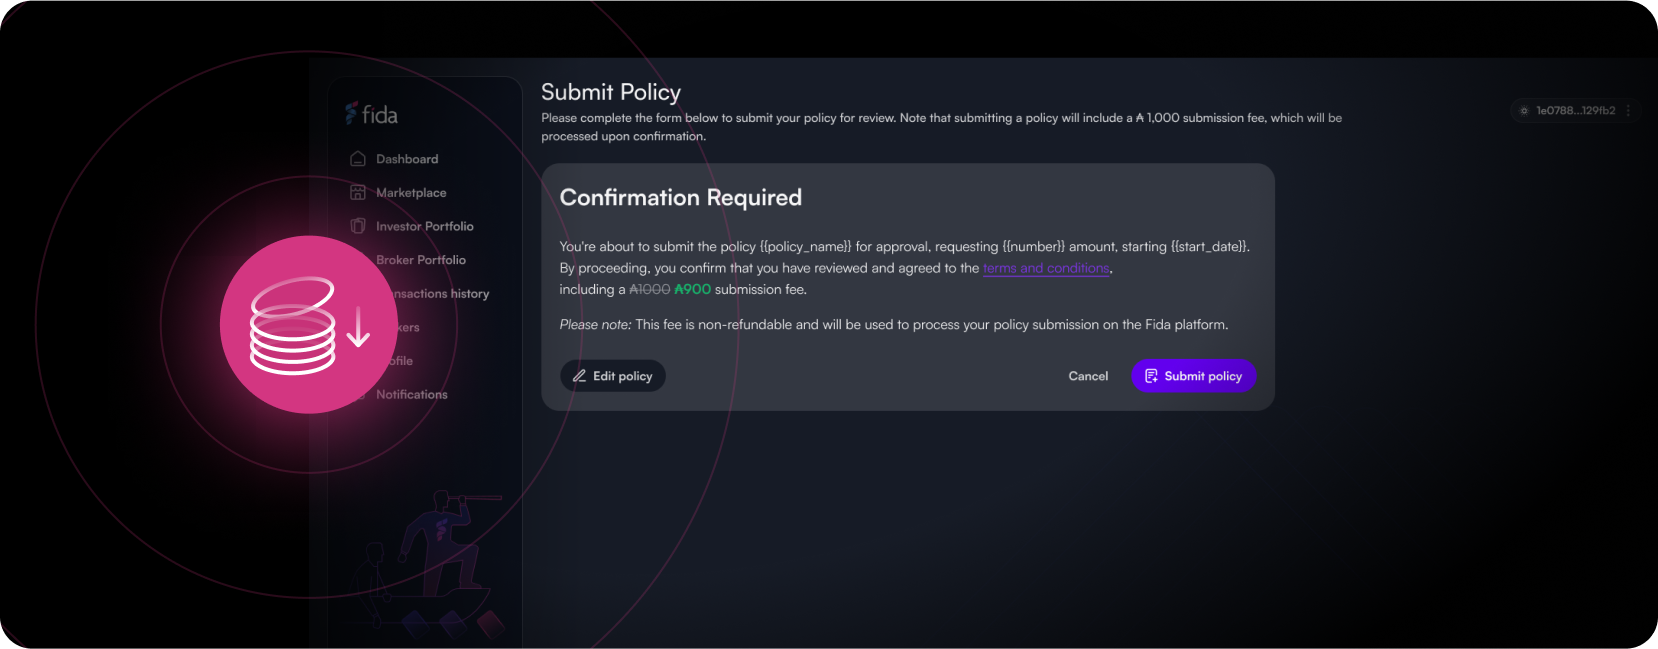 Submit Policy
Please complete the form below to submit your policy for review. Note that submitting a policy will include a ₳ 1,000 submission fee, which will be
processed upon confirmation.
1e0788...129fb2
fida
Dashboard
Marketplace
Investor Portfolio
Broker Portfolio
ansactions history
kers
ofile
Notifications
Confirmation Required
You're about to submit the policy {{policy_name}} for approval, requesting {{number}} amount, starting {{start_date}}.
By proceeding, you confirm that you have reviewed and agreed to the terms and conditions,
including a ₳1000 ₳900 submission fee.
Please note: This fee is non-refundable and will be used to process your policy submission on the Fida platform.
Edit policy
Cancel
Submit policy